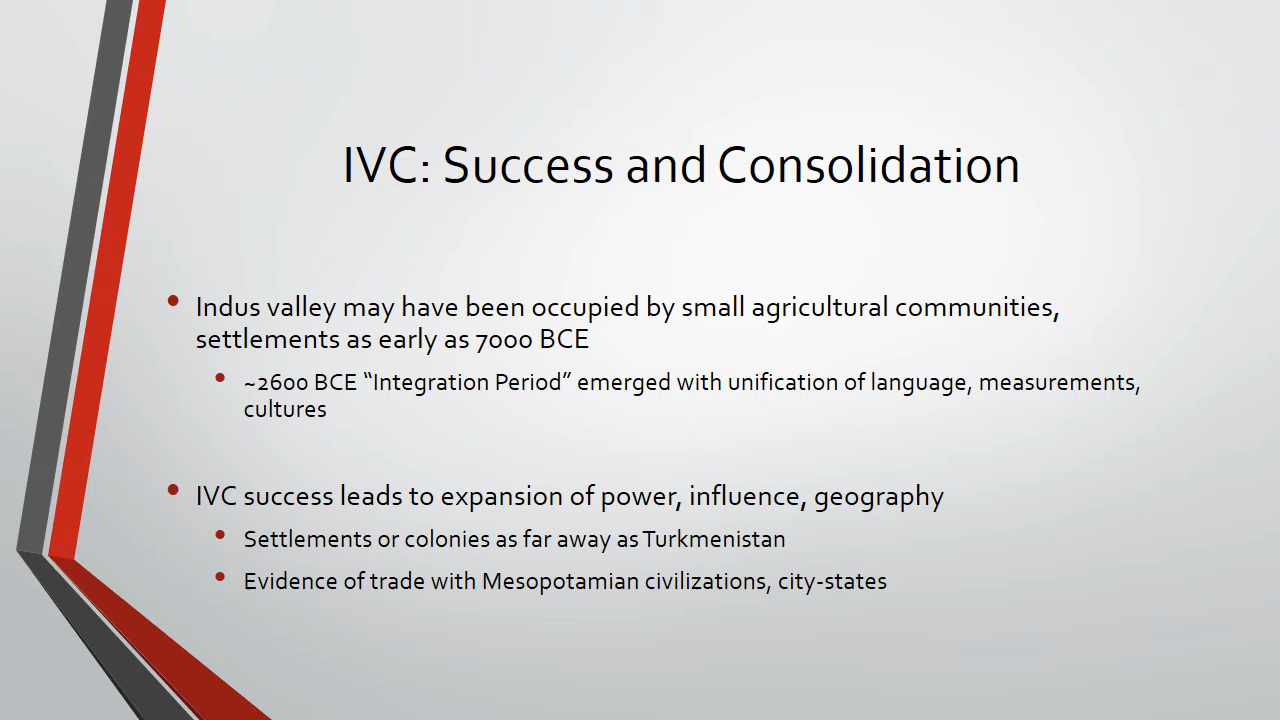 IVC: Success and Consolidation
• Indus valley may have been occupied by small agricultural communities,
settlements as early as 7000 BCE
• ~2600 BCE “Integration Period” emerged with unification of language, measurements,
cultures
• IVC success leads to expansion of power, influence, geography
• Settlements or colonies as far away as Turkmenistan
• Evidence of trade with Mesopotamian civilizations, city-states